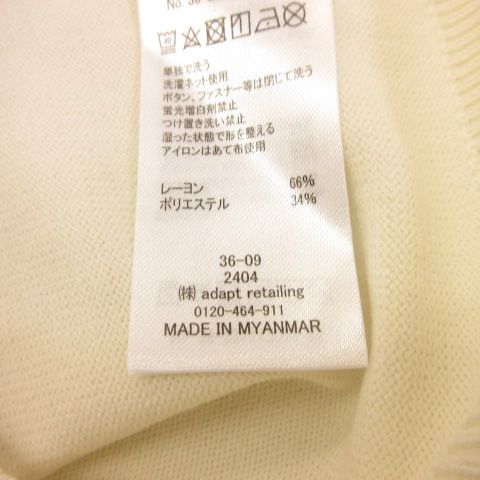 単独で洗う
洗濯ネット使用
ボタン、ファスナー等は閉じて洗う
蛍光増白剤禁止
つけ置き洗い禁止
湿った状態で形を整える
アイロンはあて布使用
レーヨン 66%
ポリエステル 34%
36-09
2404
㈱ adapt retailing
0120-464-911
MADE IN MYANMAR